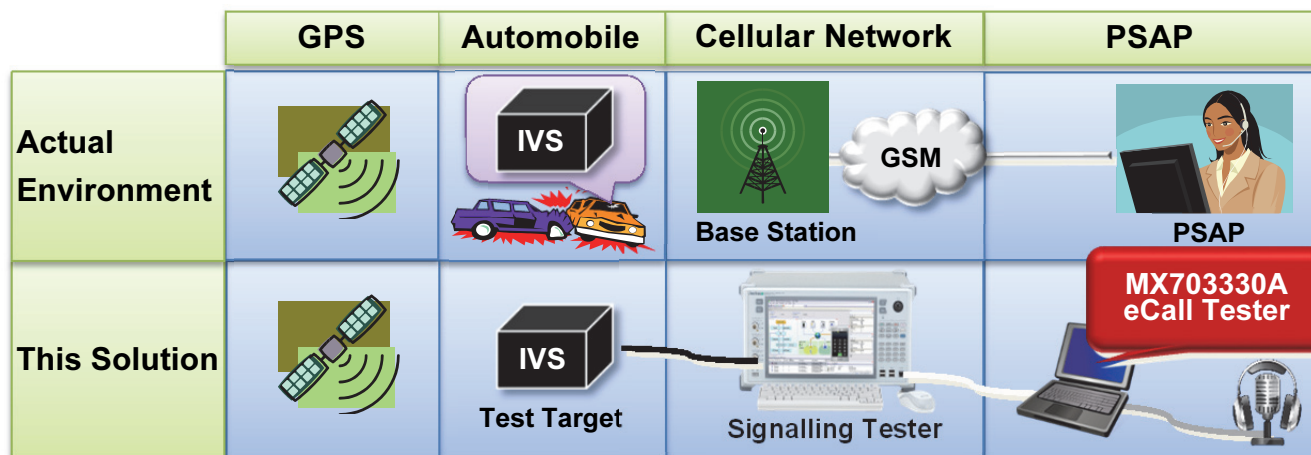 GPS
Automobile
Cellular Network
PSAP
Actual
Environment
IVS
GSM
Base Station
PSAP
This Solution
IVS
Test Target
Signalling Tester
MX703330A
eCall Tester